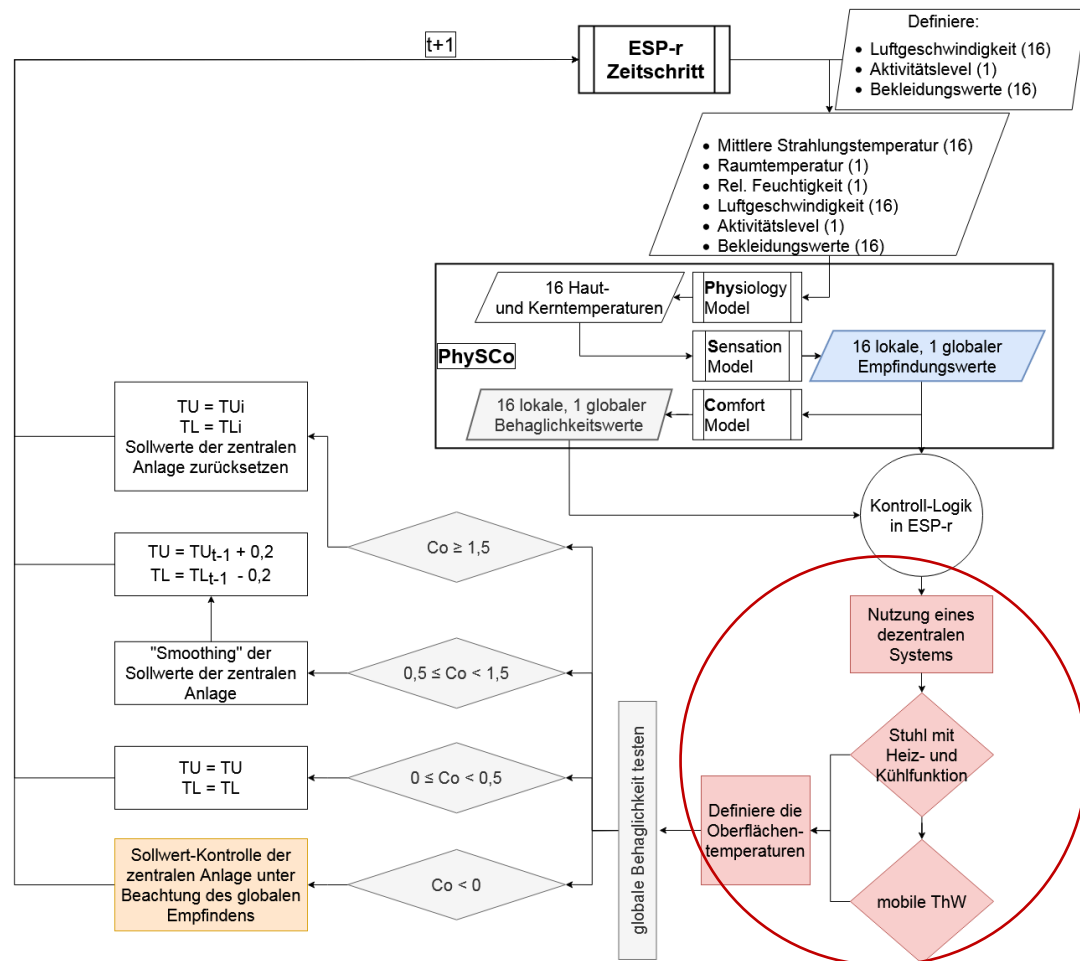 t+1
ESP-r
Zeitschritt
Definiere:
• Luftgeschwindigkeit (16)
• Aktivitätslevel (1)
• Bekleidungswerte (16)
• Mittlere Strahlungstemperatur (16)
• Raumtemperatur (1)
• Rel. Feuchtigkeit (1)
• Luftgeschwindigkeit (16)
• Aktivitätslevel (1)
• Bekleidungswerte (16)
PhySCo
16 Haut-
und Kerntemperaturen
Physiology
Model
Sensation
Model
16 lokale, 1 globaler
Empfindungswerte
16 lokale, 1 globaler
Behaglichkeitswerte
Comfort
Model
Kontroll-Logik
in ESP-r
Nutzung eines
dezentralen
Systems
Stuhl mit
Heiz- und
Kühlfunktion
mobile ThW
Definiere die
Oberflächen-
temperaturen
globale Behaglichkeit testen
Co ≥ 1,5
0,5 ≤ Co < 1,5
0 ≤ Co < 0,5
Co < 0
TU = TUi
TL = TLi
Sollwerte der zentralen
Anlage zurücksetzen
TU = TUt-1 + 0,2
TL = TLt-1 - 0,2
"Smoothing" der
Sollwerte der zentralen
Anlage
TU = TU
TL = TL
Sollwert-Kontrolle der
zentralen Anlage unter
Beachtung des globalen
Empfindens